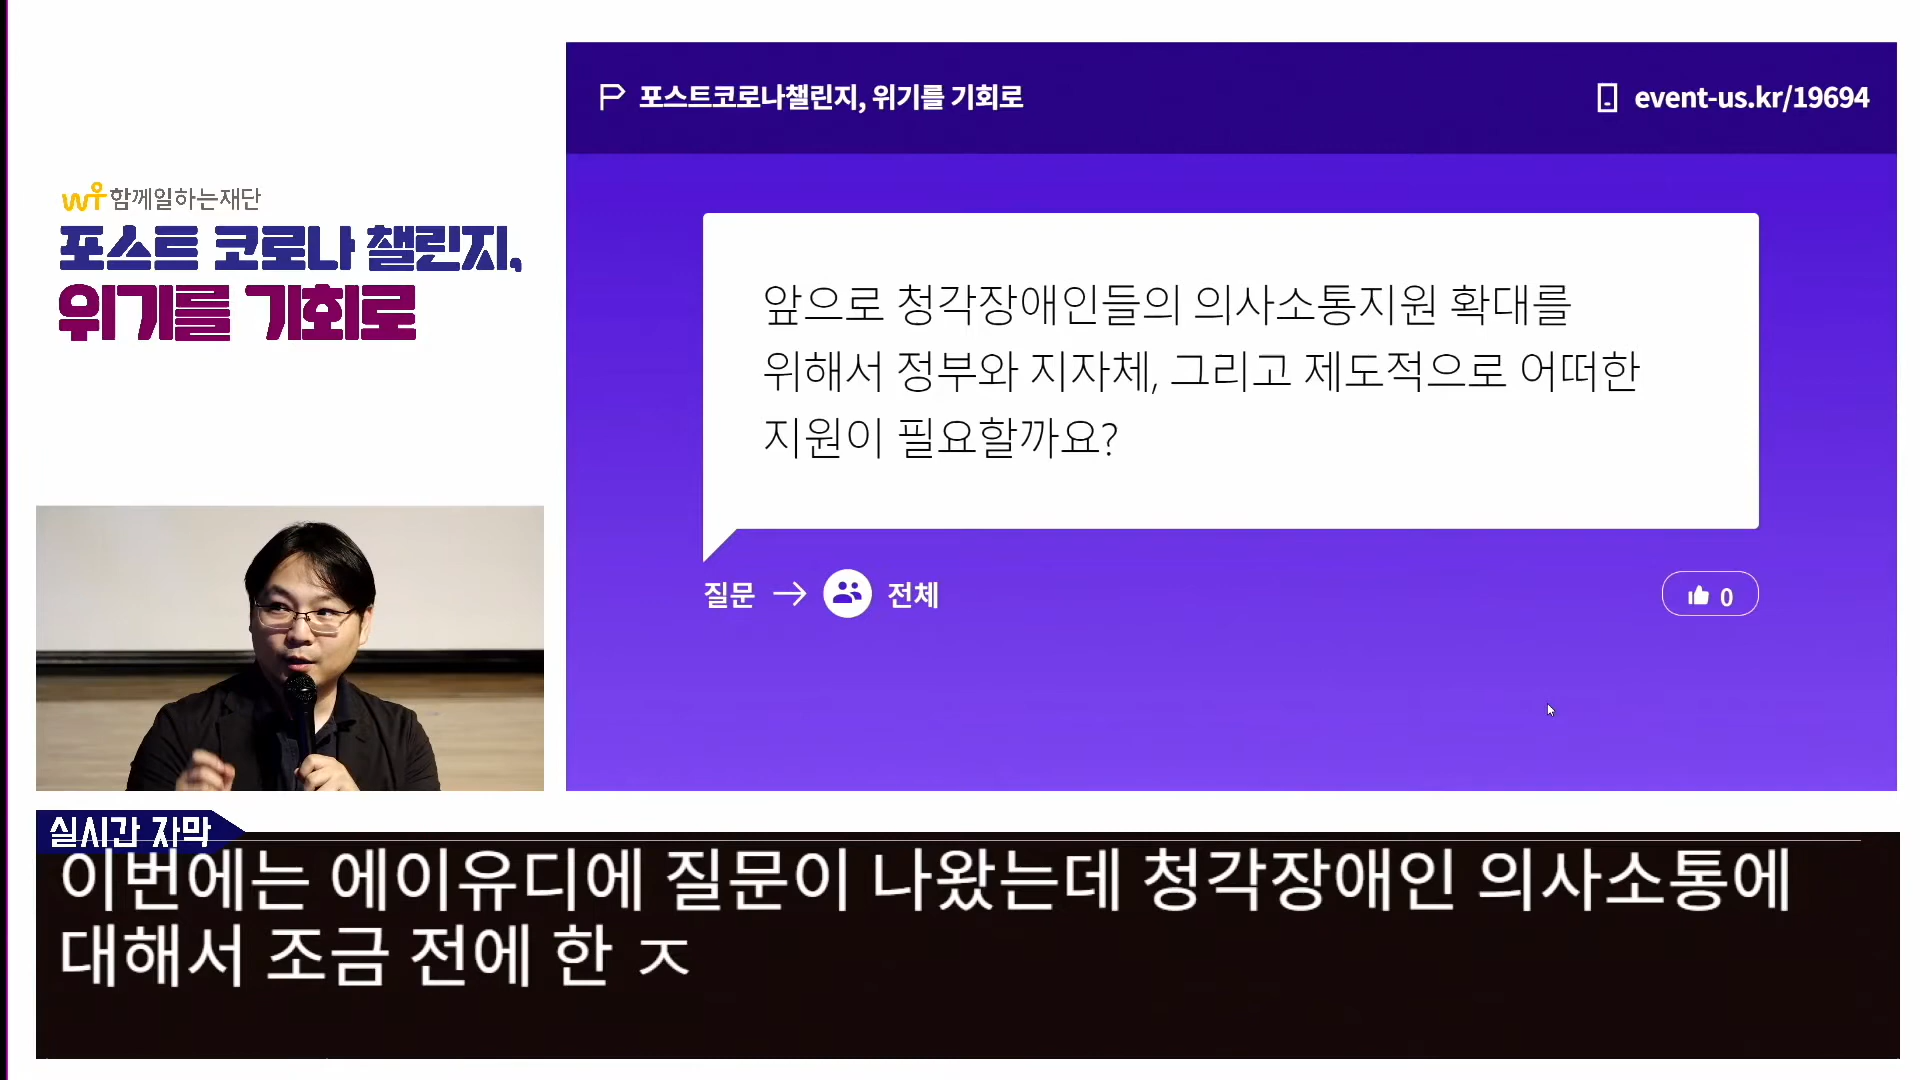 포스트코로나챌린지, 위기를 기회로
event-us.kr/19694
wt 함께일하는재단
포스트 코로나 챌린지,
위기를 기회로
앞으로 청각장애인들의 의사소통지원 확대를
위해서 정부와 지자체, 그리고 제도적으로 어떠한
지원이 필요할까요?
질문 → 전체
0
실시간 자막
이번에는 에이유디에 질문이 나왔는데 청각장애인 의사소통에
대해서 조금 전에 한 ㅈ